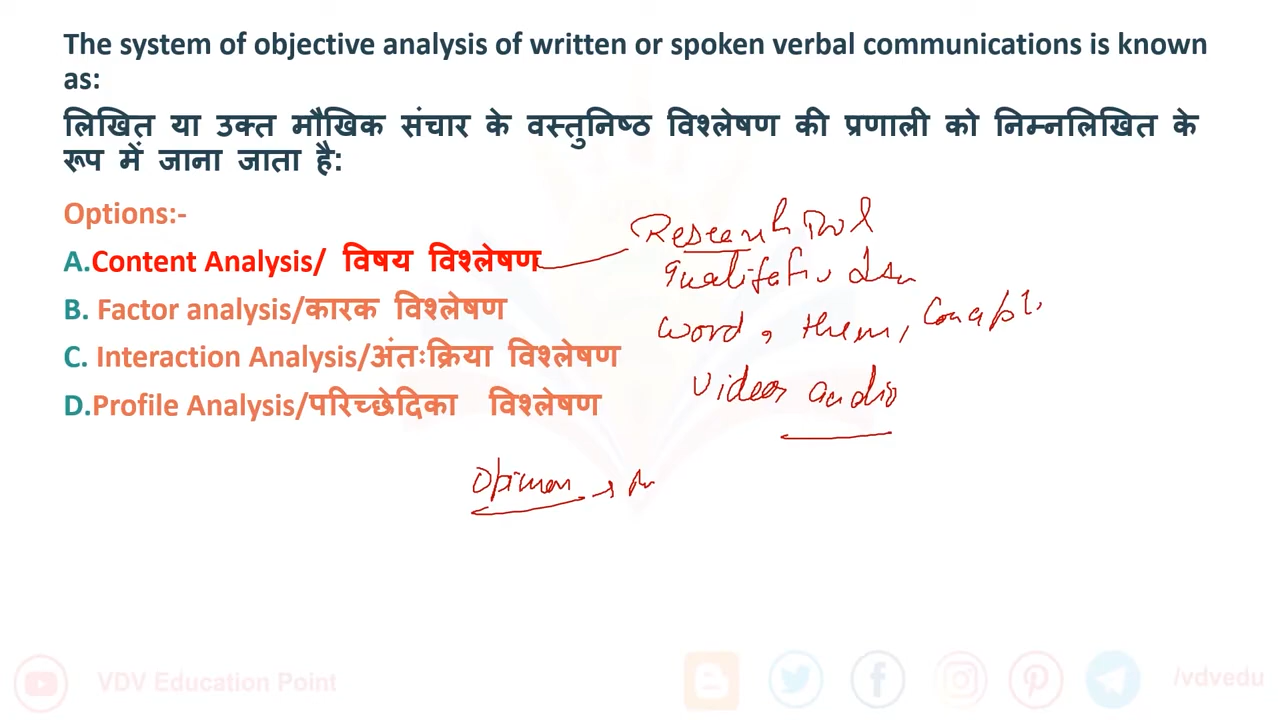 The system of objective analysis of written or spoken verbal communications is known
as:
लिखित या उक्त मौखिक संचार के वस्तुनिष्ठ विश्लेषण की प्रणाली को निम्नलिखित के
रूप में जाना जाता है:
Options:-
A.Content Analysis/ विषय विश्लेषण
Research Tool
B. Factor analysis/कारक विश्लेषण
word, them,
C. Interaction Analysis/अंतःक्रिया विश्लेषण
Videos audio
D.Profile Analysis/परिच्छेदिका विश्लेषण
VDV Education Point
/vdvedu